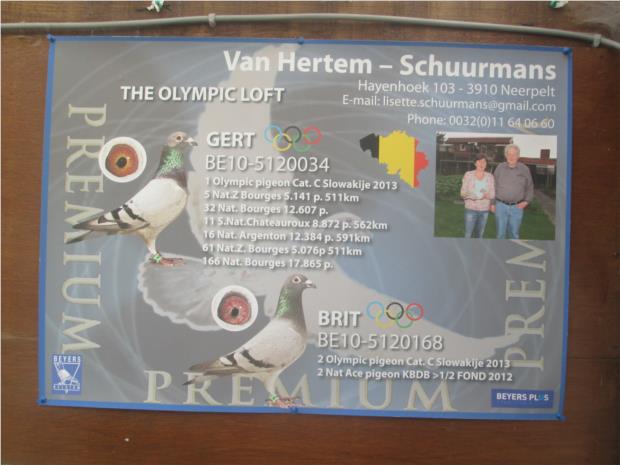 Van Hertem – Schuurmans
Hayenhoek 103 - 3910 Neerpelt
E-mail: lisette.schuurmans@gmail.com
Phone: 0032(0)11 64 06 60
THE OLYMPIC LOFT
PREMIUM
GERT
BE10-5120034
1 Olympic pigeon Cat. C Slowakije 2013
5 Nat.Z Bourges 5.141 p. 511km
32 Nat. Bourges 12.607 p.
11 S.Nat.Chateauroux 8.872 p. 562km
16 Nat. Argenton 12.384 p. 591km
61 Nat.Z. Bourges 5.076p 511km
166 Nat. Bourges 17.865 p.
PREMIUM
BRIT
BE10-5120168
2 Olympic pigeon Cat. C Slowakije 2013
2 Nat Ace pigeon KBDB >1/2 FOND 2012
BEYERS
PREMIUM
BEYERS PLUS